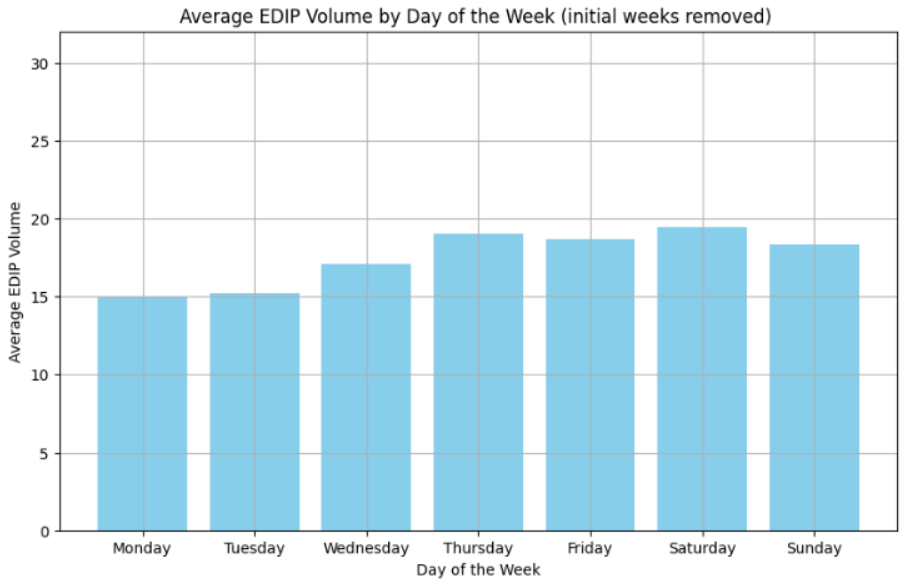 Average EDIP Volume by Day of the Week (initial weeks removed)
30
25
20
15
10
5
0
Average EDIP Volume
Monday Tuesday Wednesday Thursday Friday Saturday Sunday
Day of the Week